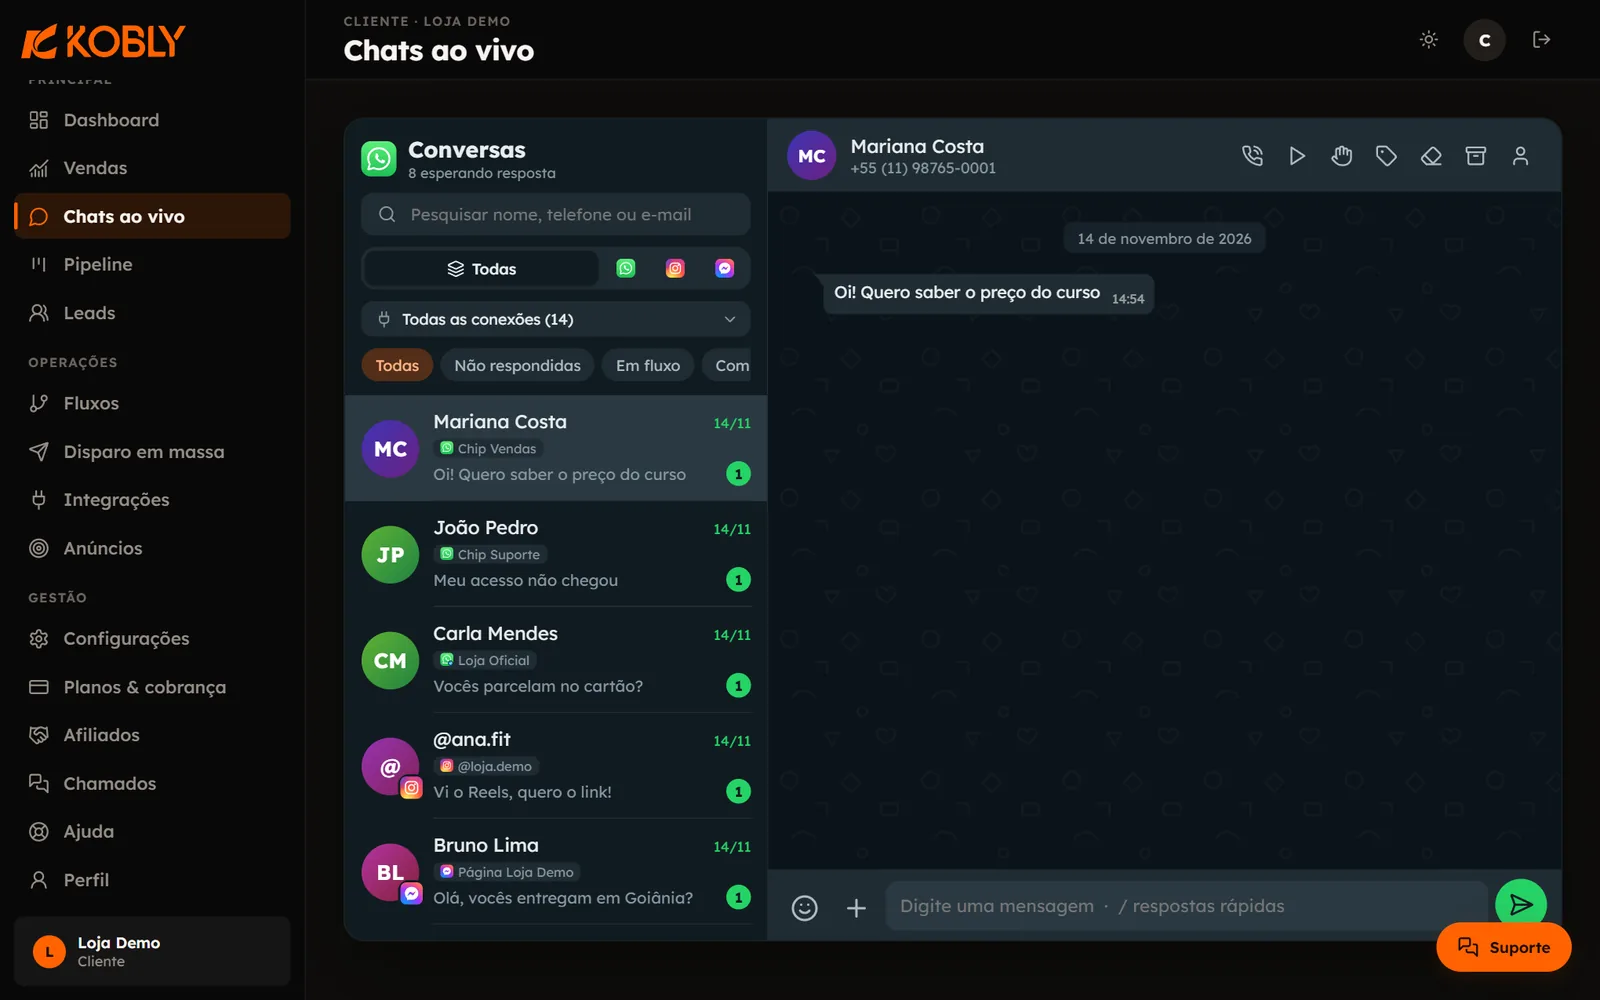 KOBLY
PRINCIPAL
Dashboard
Vendas
Chats ao vivo
Pipeline
Leads
OPERAÇÕES
Fluxos
Disparo em massa
Integrações
Anúncios
GESTÃO
Configurações
Planos & cobrança
Afiliados
Chamados
Ajuda
Perfil
L
Loja Demo
Cliente
CLIENTE · LOJA DEMO
Chats ao vivo
C
Conversas
8 esperando resposta
Pesquisar nome, telefone ou e-mail
Todas
Todas as conexões (14)
Todas Não respondidas Em fluxo Com
MC
Mariana Costa 14/11
Chip Vendas
Oi! Quero saber o preço do curso 1
JP
João Pedro 14/11
Chip Suporte
Meu acesso não chegou 1
CM
Carla Mendes 14/11
Loja Oficial
Vocês parcelam no cartão? 1
@
@ana.fit 14/11
@loja.demo
Vi o Reels, quero o link! 1
BL
Bruno Lima 14/11
Página Loja Demo
Olá, vocês entregam em Goiânia? 1
MC
Mariana Costa
+55 (11) 98765-0001
14 de novembro de 2026
Oi! Quero saber o preço do curso 14:54
Digite uma mensagem · / respostas rápidas
Suporte